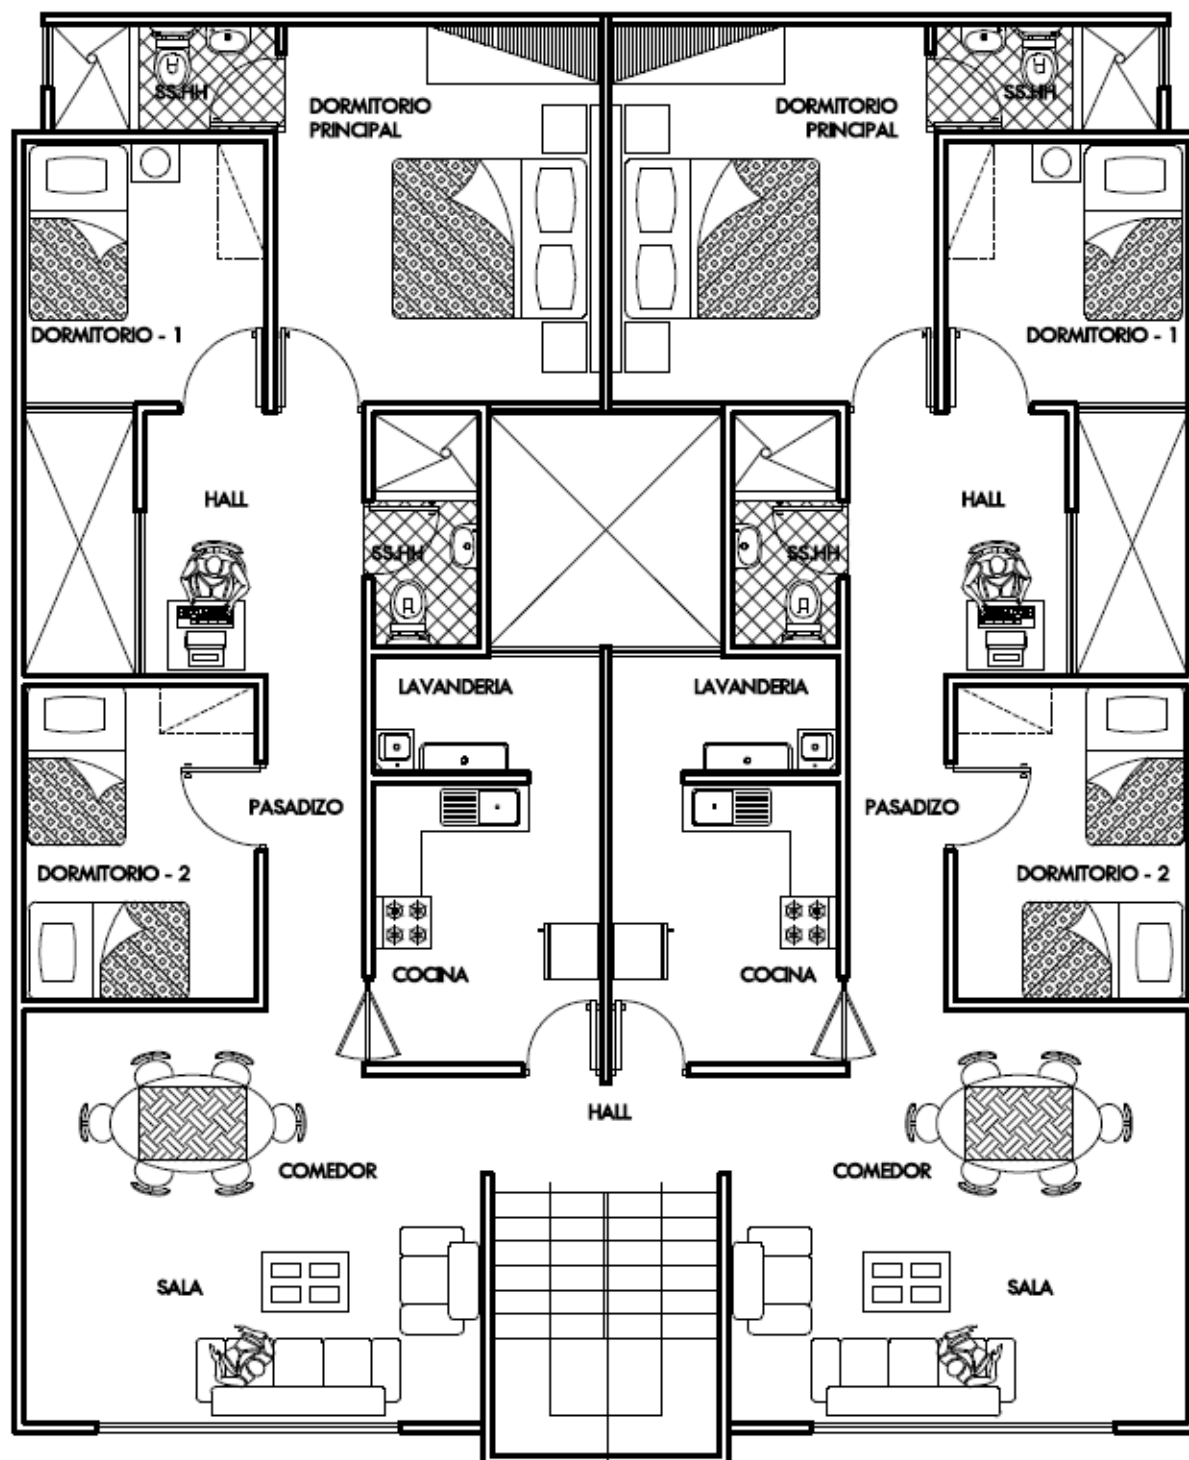 SS.HH
SS.HH
DORMITORIO
PRINCIPAL
DORMITORIO
PRINCIPAL
DORMITORIO - 1
DORMITORIO - 1
HALL
HALL
SS.HH
SS.HH
LAVANDERIA
LAVANDERIA
PASADIZO
PASADIZO
DORMITORIO - 2
DORMITORIO - 2
COCINA
COCINA
HALL
COMEDOR
COMEDOR
SALA
SALA